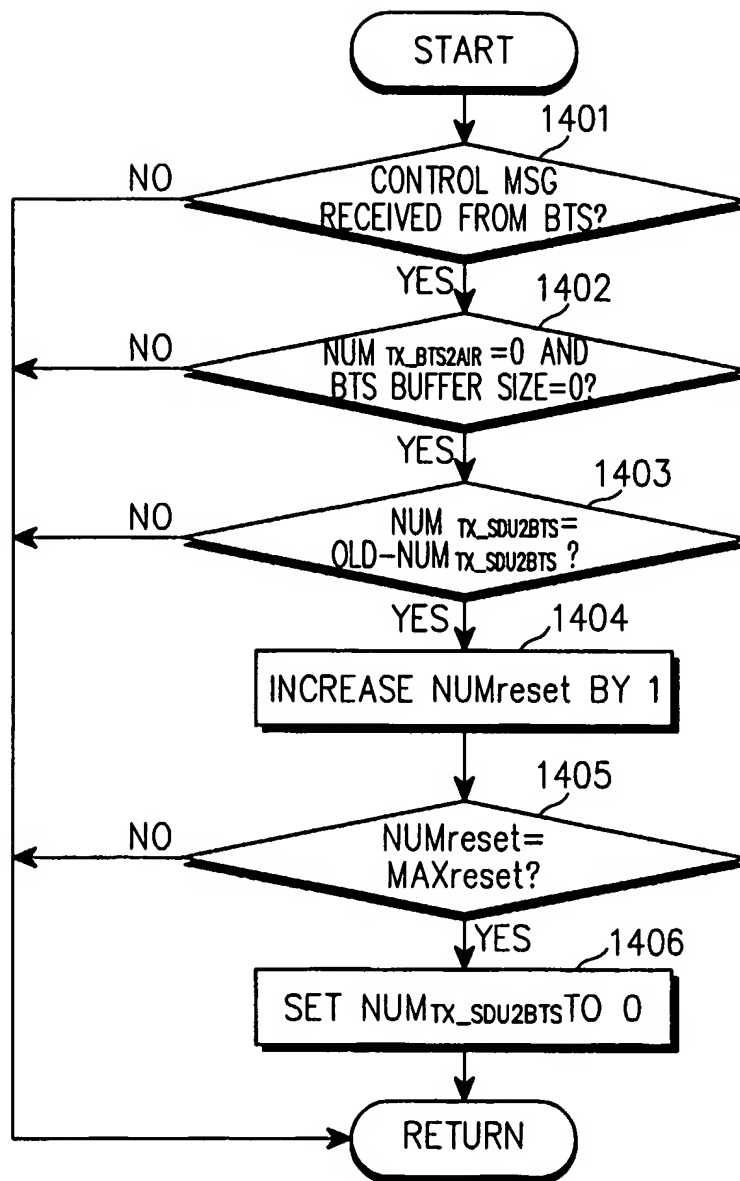 START
1401
NO
CONTROL MSG
RECEIVED FROM BTS?
YES
1402
NO
NUM TX_BTS2AIR =0 AND
BTS BUFFER SIZE=0?
YES
1403
NO
NUM TX_SDU2BTS=
OLD-NUM TX_SDU2BTS ?
YES
1404
INCREASE NUMreset BY 1
1405
NO
NUMreset=
MAXreset?
YES
1406
SET NUMTX_SDU2BTS TO 0
RETURN